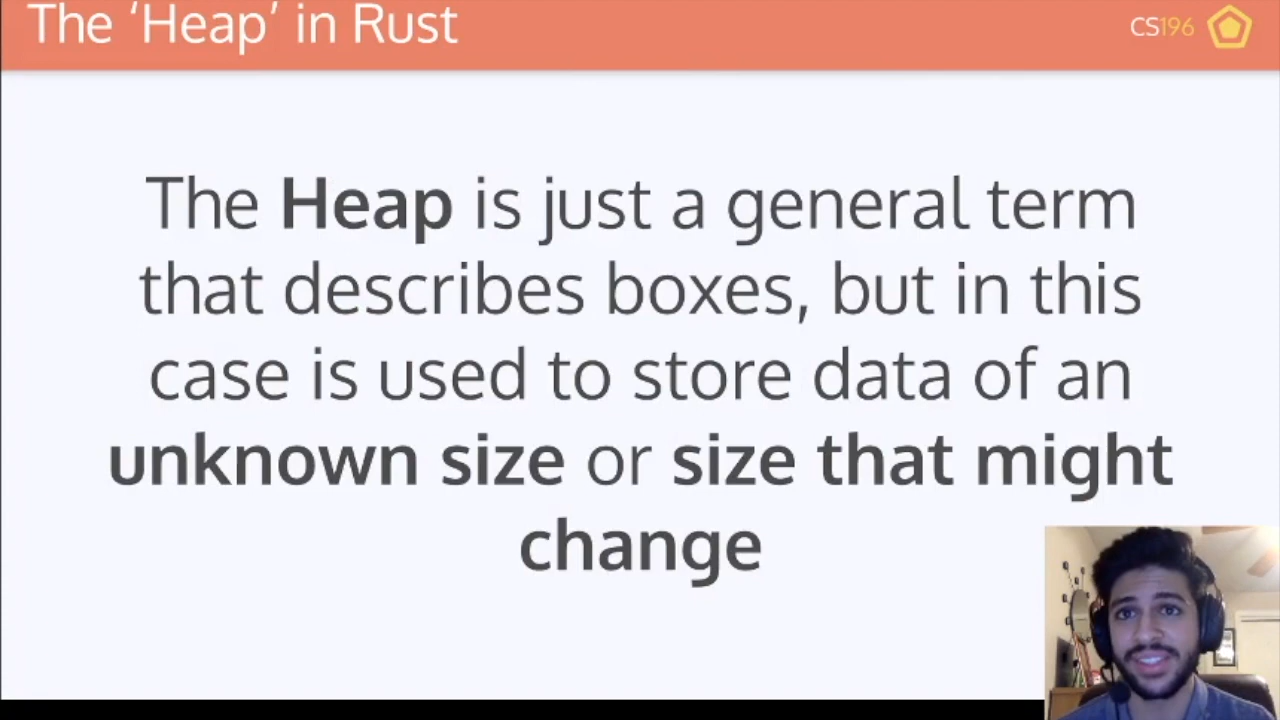 The ‘Heap’ in Rust
CS196
The Heap is just a general term
that describes boxes, but in this
case is used to store data of an
unknown size or size that might
change